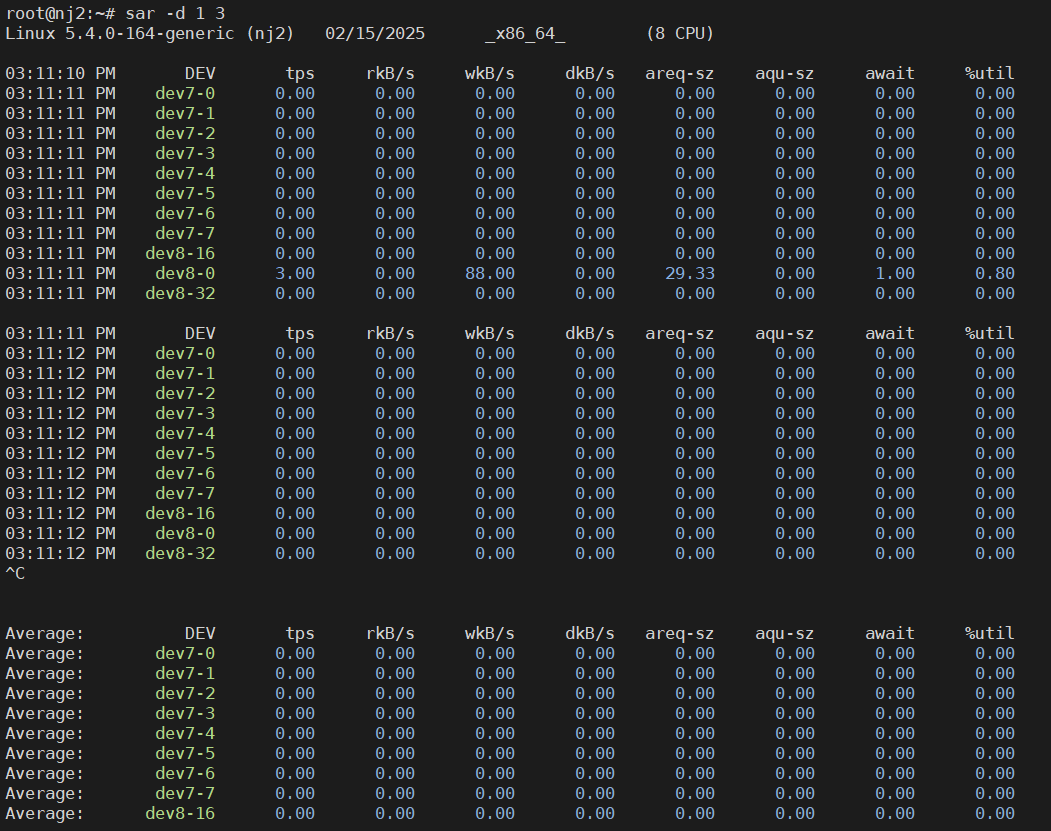 root@nj2:~# sar -d 1 3
Linux 5.4.0-164-generic (nj2)   02/15/2025      _x86_64_        (8 CPU)

03:11:10 PM       DEV       tps     rkB/s     wkB/s     dkB/s   areq-sz    aqu-sz     await     %util
03:11:11 PM    dev7-0      0.00      0.00      0.00      0.00      0.00      0.00      0.00      0.00
03:11:11 PM    dev7-1      0.00      0.00      0.00      0.00      0.00      0.00      0.00      0.00
03:11:11 PM    dev7-2      0.00      0.00      0.00      0.00      0.00      0.00      0.00      0.00
03:11:11 PM    dev7-3      0.00      0.00      0.00      0.00      0.00      0.00      0.00      0.00
03:11:11 PM    dev7-4      0.00      0.00      0.00      0.00      0.00      0.00      0.00      0.00
03:11:11 PM    dev7-5      0.00      0.00      0.00      0.00      0.00      0.00      0.00      0.00
03:11:11 PM    dev7-6      0.00      0.00      0.00      0.00      0.00      0.00      0.00      0.00
03:11:11 PM    dev7-7      0.00      0.00      0.00      0.00      0.00      0.00      0.00      0.00
03:11:11 PM   dev8-16      0.00      0.00      0.00      0.00      0.00      0.00      0.00      0.00
03:11:11 PM    dev8-0      3.00      0.00     88.00      0.00     29.33      0.00      1.00      0.80
03:11:11 PM   dev8-32      0.00      0.00      0.00      0.00      0.00      0.00      0.00      0.00

03:11:11 PM       DEV       tps     rkB/s     wkB/s     dkB/s   areq-sz    aqu-sz     await     %util
03:11:12 PM    dev7-0      0.00      0.00      0.00      0.00      0.00      0.00      0.00      0.00
03:11:12 PM    dev7-1      0.00      0.00      0.00      0.00      0.00      0.00      0.00      0.00
03:11:12 PM    dev7-2      0.00      0.00      0.00      0.00      0.00      0.00      0.00      0.00
03:11:12 PM    dev7-3      0.00      0.00      0.00      0.00      0.00      0.00      0.00      0.00
03:11:12 PM    dev7-4      0.00      0.00      0.00      0.00      0.00      0.00      0.00      0.00
03:11:12 PM    dev7-5      0.00      0.00      0.00      0.00      0.00      0.00      0.00      0.00
03:11:12 PM    dev7-6      0.00      0.00      0.00      0.00      0.00      0.00      0.00      0.00
03:11:12 PM    dev7-7      0.00      0.00      0.00      0.00      0.00      0.00      0.00      0.00
03:11:12 PM   dev8-16      0.00      0.00      0.00      0.00      0.00      0.00      0.00      0.00
03:11:12 PM    dev8-0      0.00      0.00      0.00      0.00      0.00      0.00      0.00      0.00
03:11:12 PM   dev8-32      0.00      0.00      0.00      0.00      0.00      0.00      0.00      0.00
^C

Average:          DEV       tps     rkB/s     wkB/s     dkB/s   areq-sz    aqu-sz     await     %util
Average:       dev7-0      0.00      0.00      0.00      0.00      0.00      0.00      0.00      0.00
Average:       dev7-1      0.00      0.00      0.00      0.00      0.00      0.00      0.00      0.00
Average:       dev7-2      0.00      0.00      0.00      0.00      0.00      0.00      0.00      0.00
Average:       dev7-3      0.00      0.00      0.00      0.00      0.00      0.00      0.00      0.00
Average:       dev7-4      0.00      0.00      0.00      0.00      0.00      0.00      0.00      0.00
Average:       dev7-5      0.00      0.00      0.00      0.00      0.00      0.00      0.00      0.00
Average:       dev7-6      0.00      0.00      0.00      0.00      0.00      0.00      0.00      0.00
Average:       dev7-7      0.00      0.00      0.00      0.00      0.00      0.00      0.00      0.00
Average:      dev8-16      0.00      0.00      0.00      0.00      0.00      0.00      0.00      0.00